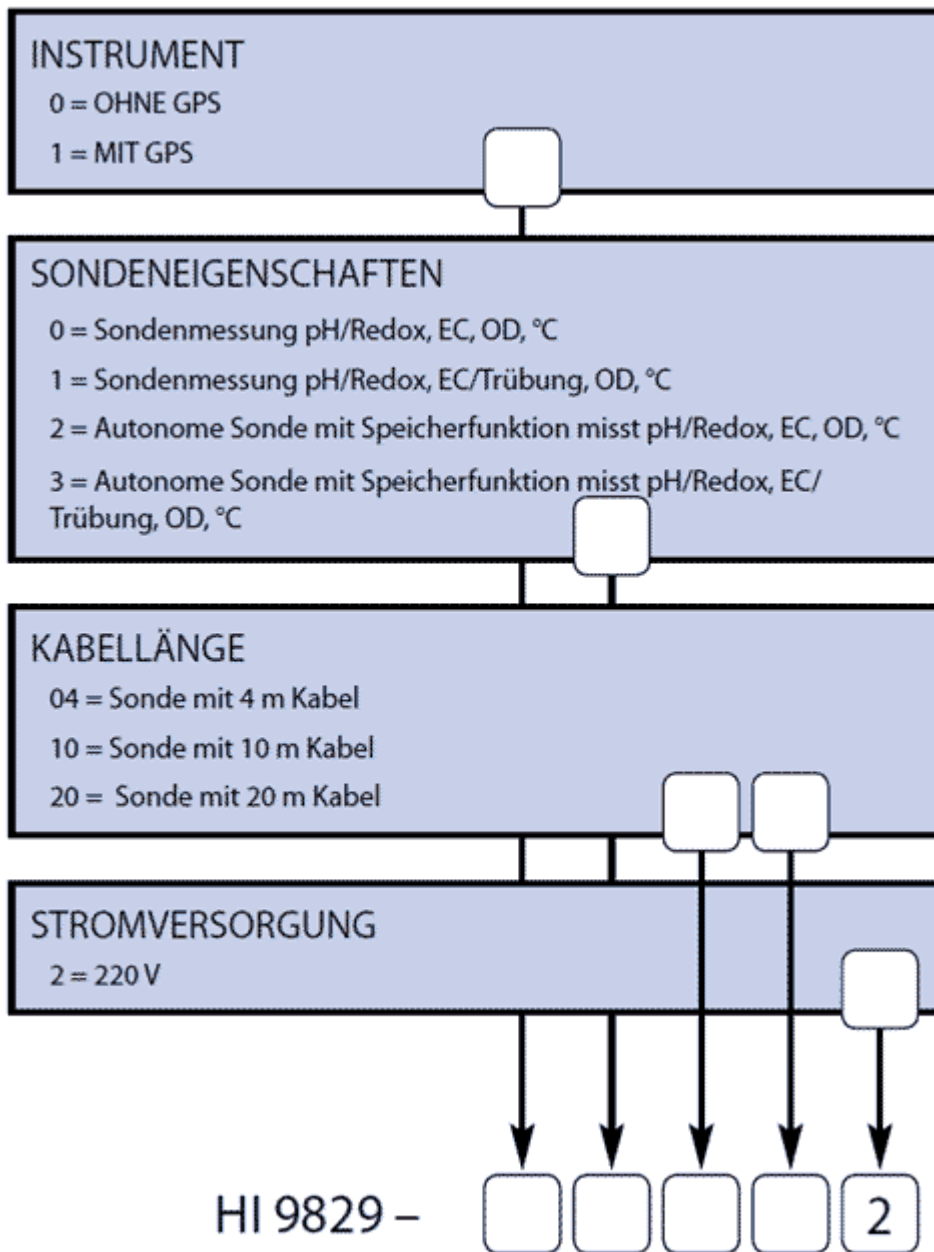 INSTRUMENT
0 = OHNE GPS
1 = MIT GPS
SONDENEIGENSCHAFTEN
0 = Sondenmessung pH/Redox, EC, OD, °C
1 = Sondenmessung pH/Redox, EC/Trübung, OD, °C
2 = Autonome Sonde mit Speicherfunktion misst pH/Redox, EC, OD, °C
3 = Autonome Sonde mit Speicherfunktion misst pH/Redox, EC/
Trübung, OD, °C
KABELLÄNGE
04 = Sonde mit 4 m Kabel
10 = Sonde mit 10 m Kabel
20 = Sonde mit 20 m Kabel
STROMVERSORGUNG
2 = 220 V
HI 9829 – 2